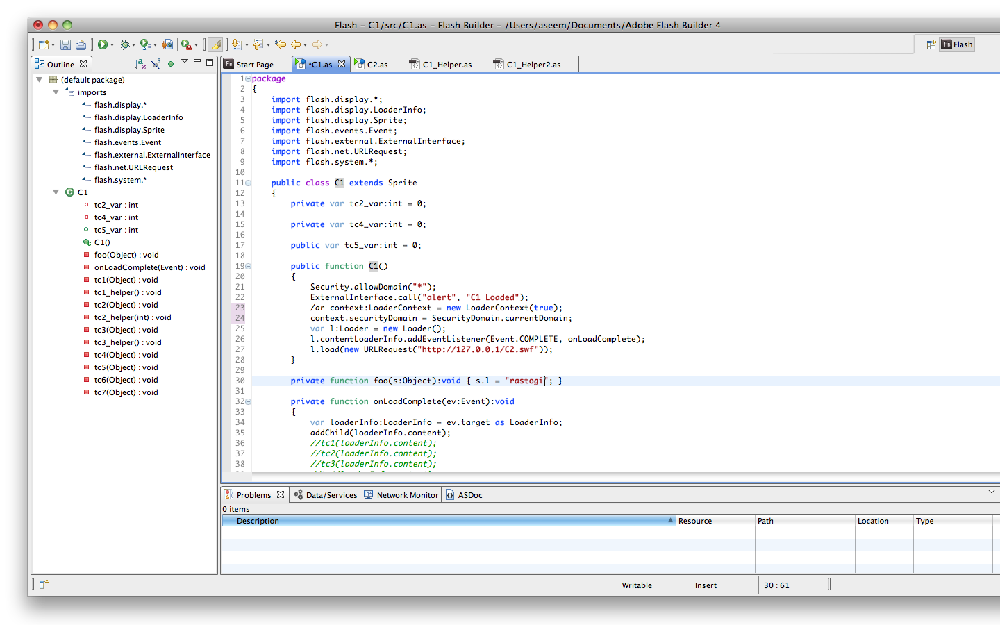 Flash – C1/src/C1.as – Flash Builder – /Users/aseem/Documents/Adobe Flash Builder 4
Flash
Outline
Start Page
*C1.as
C2.as
C1_Helper.as
C1_Helper2.as
(default package)
imports
flash.display.*
flash.display.LoaderInfo
flash.display.Sprite
flash.events.Event
flash.external.ExternalInterface
flash.net.URLRequest
flash.system.*
C1
tc2_var : int
tc4_var : int
tc5_var : int
C1()
foo(Object) : void
onLoadComplete(Event) : void
tc1(Object) : void
tc1_helper() : void
tc2(Object) : void
tc2_helper(int) : void
tc3(Object) : void
tc3_helper() : void
tc4(Object) : void
tc5(Object) : void
tc6(Object) : void
tc7(Object) : void
1 package
2 {
3 import flash.display.*;
4 import flash.display.LoaderInfo;
5 import flash.display.Sprite;
6 import flash.events.Event;
7 import flash.external.ExternalInterface;
8 import flash.net.URLRequest;
9 import flash.system.*;
10
11 public class C1 extends Sprite
12 {
13 private var tc2_var:int = 0;
14
15 private var tc4_var:int = 0;
16
17 public var tc5_var:int = 0;
18
19 public function C1()
20 {
21 Security.allowDomain("*");
22 ExternalInterface.call("alert", "C1 Loaded");
23 /ar context:LoaderContext = new LoaderContext(true);
24 context.securityDomain = SecurityDomain.currentDomain;
25 var l:Loader = new Loader();
26 l.contentLoaderInfo.addEventListener(Event.COMPLETE, onLoadComplete);
27 l.load(new URLRequest("http://127.0.0.1/C2.swf"));
28 }
29
30 private function foo(s:Object):void { s.l = "rastogi"; }
31
32 private function onLoadComplete(ev:Event):void
33 {
34 var loaderInfo:LoaderInfo = ev.target as LoaderInfo;
35 addChild(loaderInfo.content);
36 //tc1(loaderInfo.content);
37 //tc2(loaderInfo.content);
38 //tc3(loaderInfo.content);
Problems
Data/Services
Network Monitor
ASDoc
0 items
Description
Resource
Path
Location
Type
Writable
Insert
30 : 61